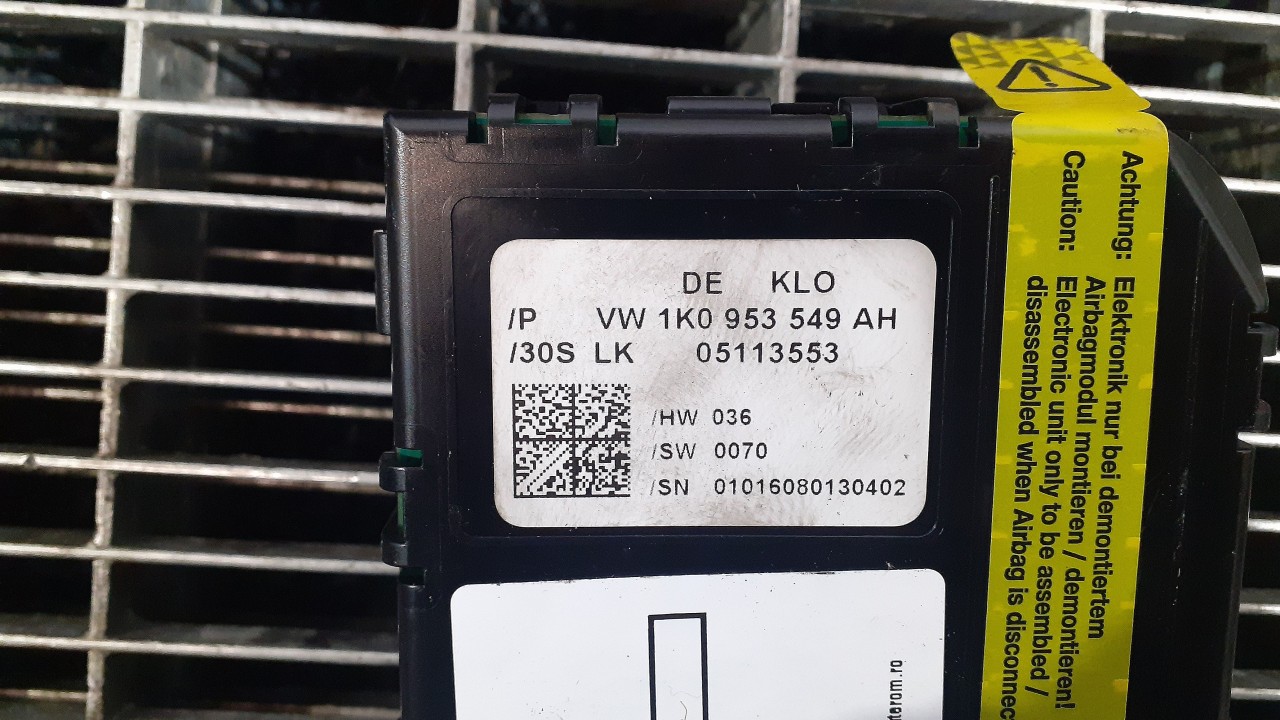 DE KLO
/P VW 1K0 953 549 AH
/30S LK 05113553
/HW 036
/SW 0070
/SN 01016080130402
Achtung: Elektronik nur bei demontiertem
Airbagmodul montieren / demontieren!
Caution: Electronic unit only to be assembled /
disassembled when Airbag is